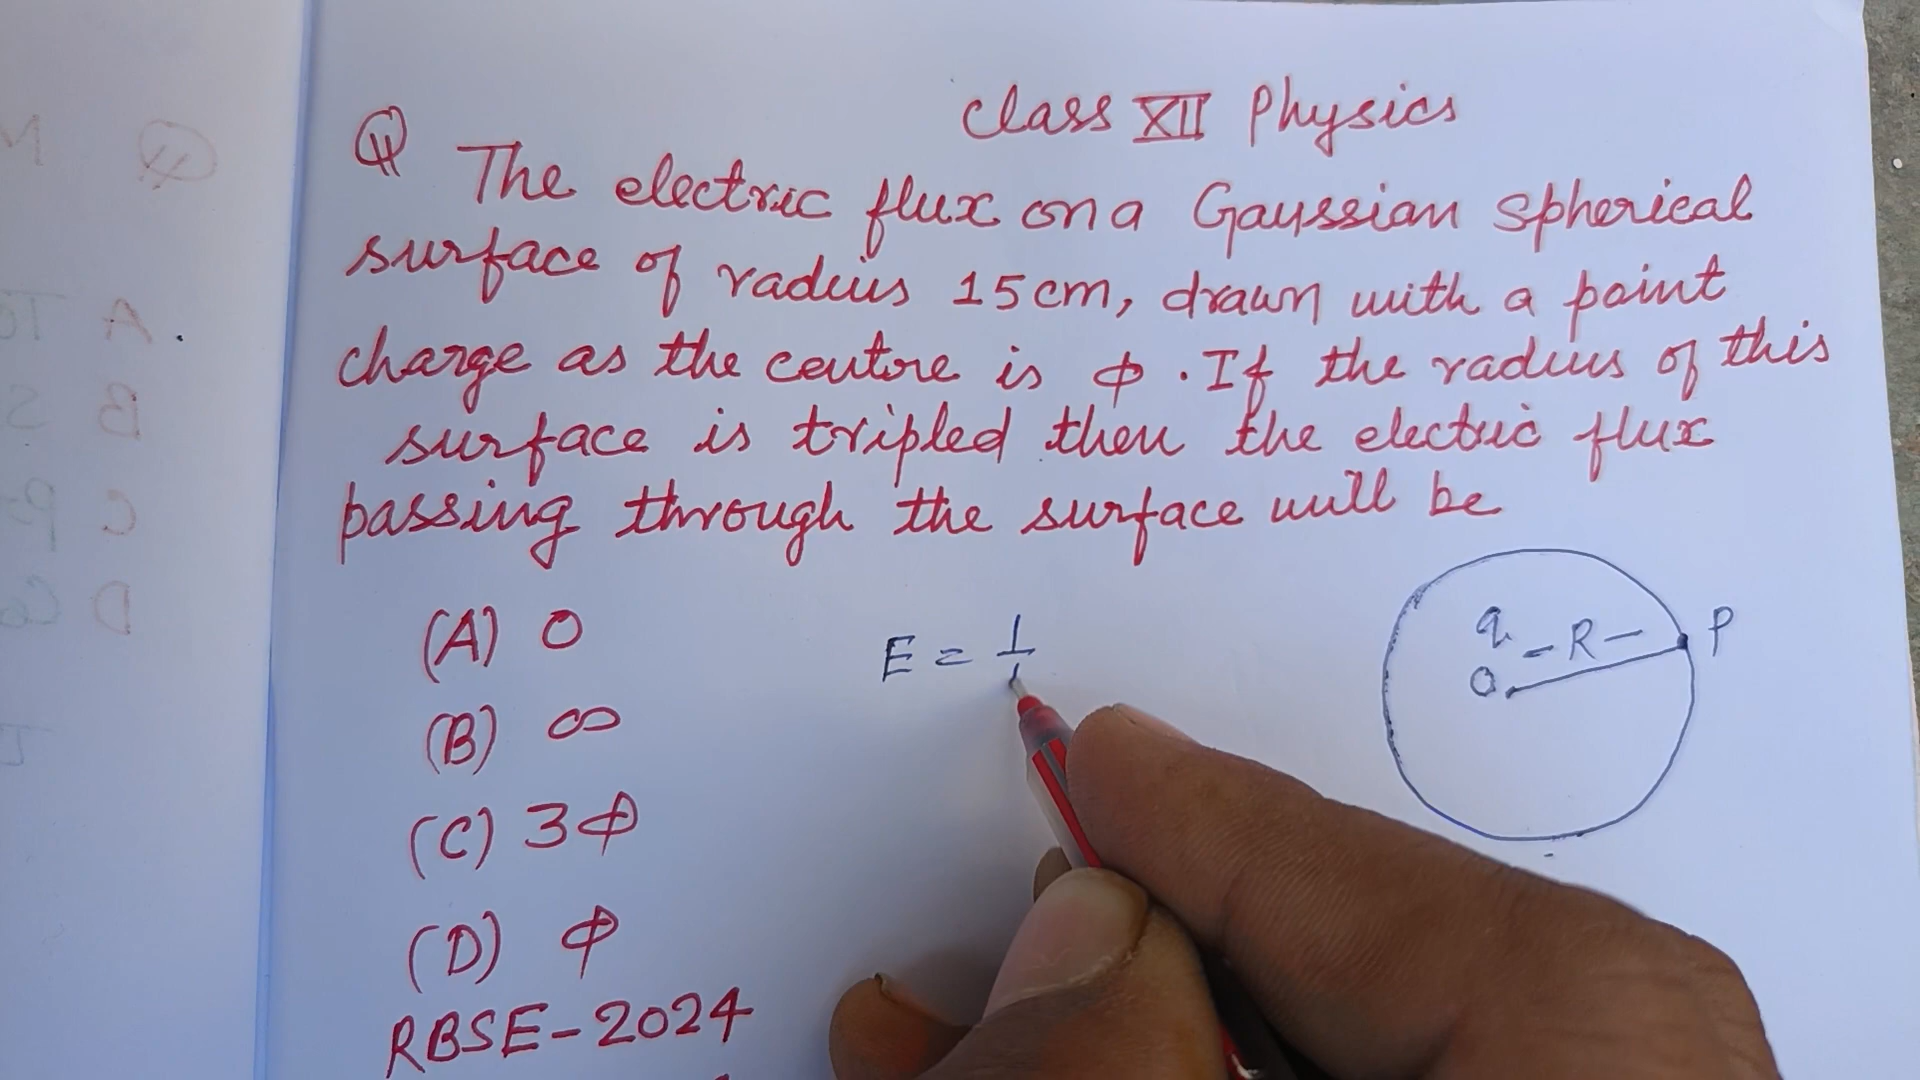 Class XII Physics
Q The electric flux on a Gaussian spherical
surface of radius 15cm, drawn with a point
charge as the centre is ϕ. If the radius of this
surface is tripled then the electric flux
passing through the surface will be
(A) 0
(B) ∞
(C) 3ϕ
(D) ϕ
RBSE-2024
E = 1
q
- R -
P
O